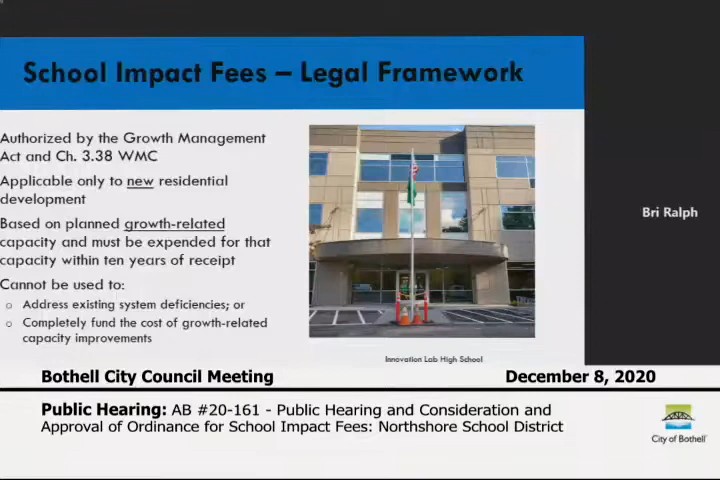 School Impact Fees – Legal Framework
Authorized by the Growth Management
Act and Ch. 3.38 WMC
Applicable only to new residential
development
Based on planned growth-related
capacity and must be expended for that
capacity within ten years of receipt
Cannot be used to:
o Address existing system deficiencies; or
o Completely fund the cost of growth-related
capacity improvements
Innovation Lab High School
Bri Ralph
Bothell City Council Meeting
December 8, 2020
Public Hearing: AB #20-161 - Public Hearing and Consideration and
Approval of Ordinance for School Impact Fees: Northshore School District
City of Bothell